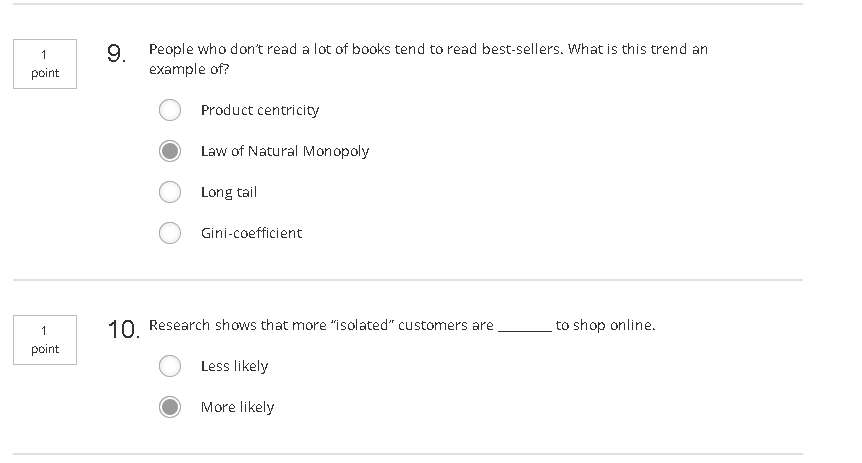 1
point
9.
People who don't read a lot of books tend to read best-sellers. What is this trend an
example of?
Product centricity
Law of Natural Monopoly
Long tail
Gini-coefficient
1
point
10.
Research shows that more “isolated” customers are ________ to shop online.
Less likely
More likely